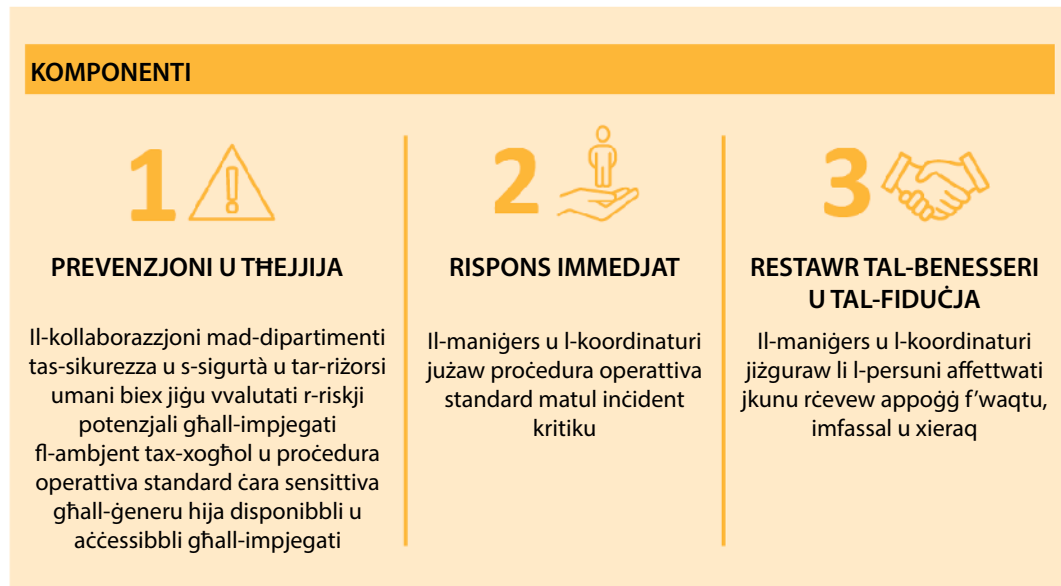 KOMPONENTI
1
PREVENZJONI U TĦEJJIJA
Il-kollaborazzjoni mad-dipartimenti
tas-sikurezza u s-sigurtà u tar-riżorsi
umani biex jiġu vvalutati r-riskji
potenzjali għall-impjegati
fl-ambjent tax-xogħol u proċedura
operattiva standard ċara sensittiva
għall-ġeneru hija disponibbli u
aċċessibbli għall-impjegati
2
RISPONS IMMEDJAT
Il-maniġers u l-koordinaturi
jużaw proċedura operattiva
standard matul inċident
kritiku
3
RESTAWR TAL-BENESSERI
U TAL-FIDUĊJA
Il-maniġers u l-koordinaturi
jiżguraw li l-persuni affettwati
jkunu rċevew appoġġ f’waqtu,
imfassal u xieraq